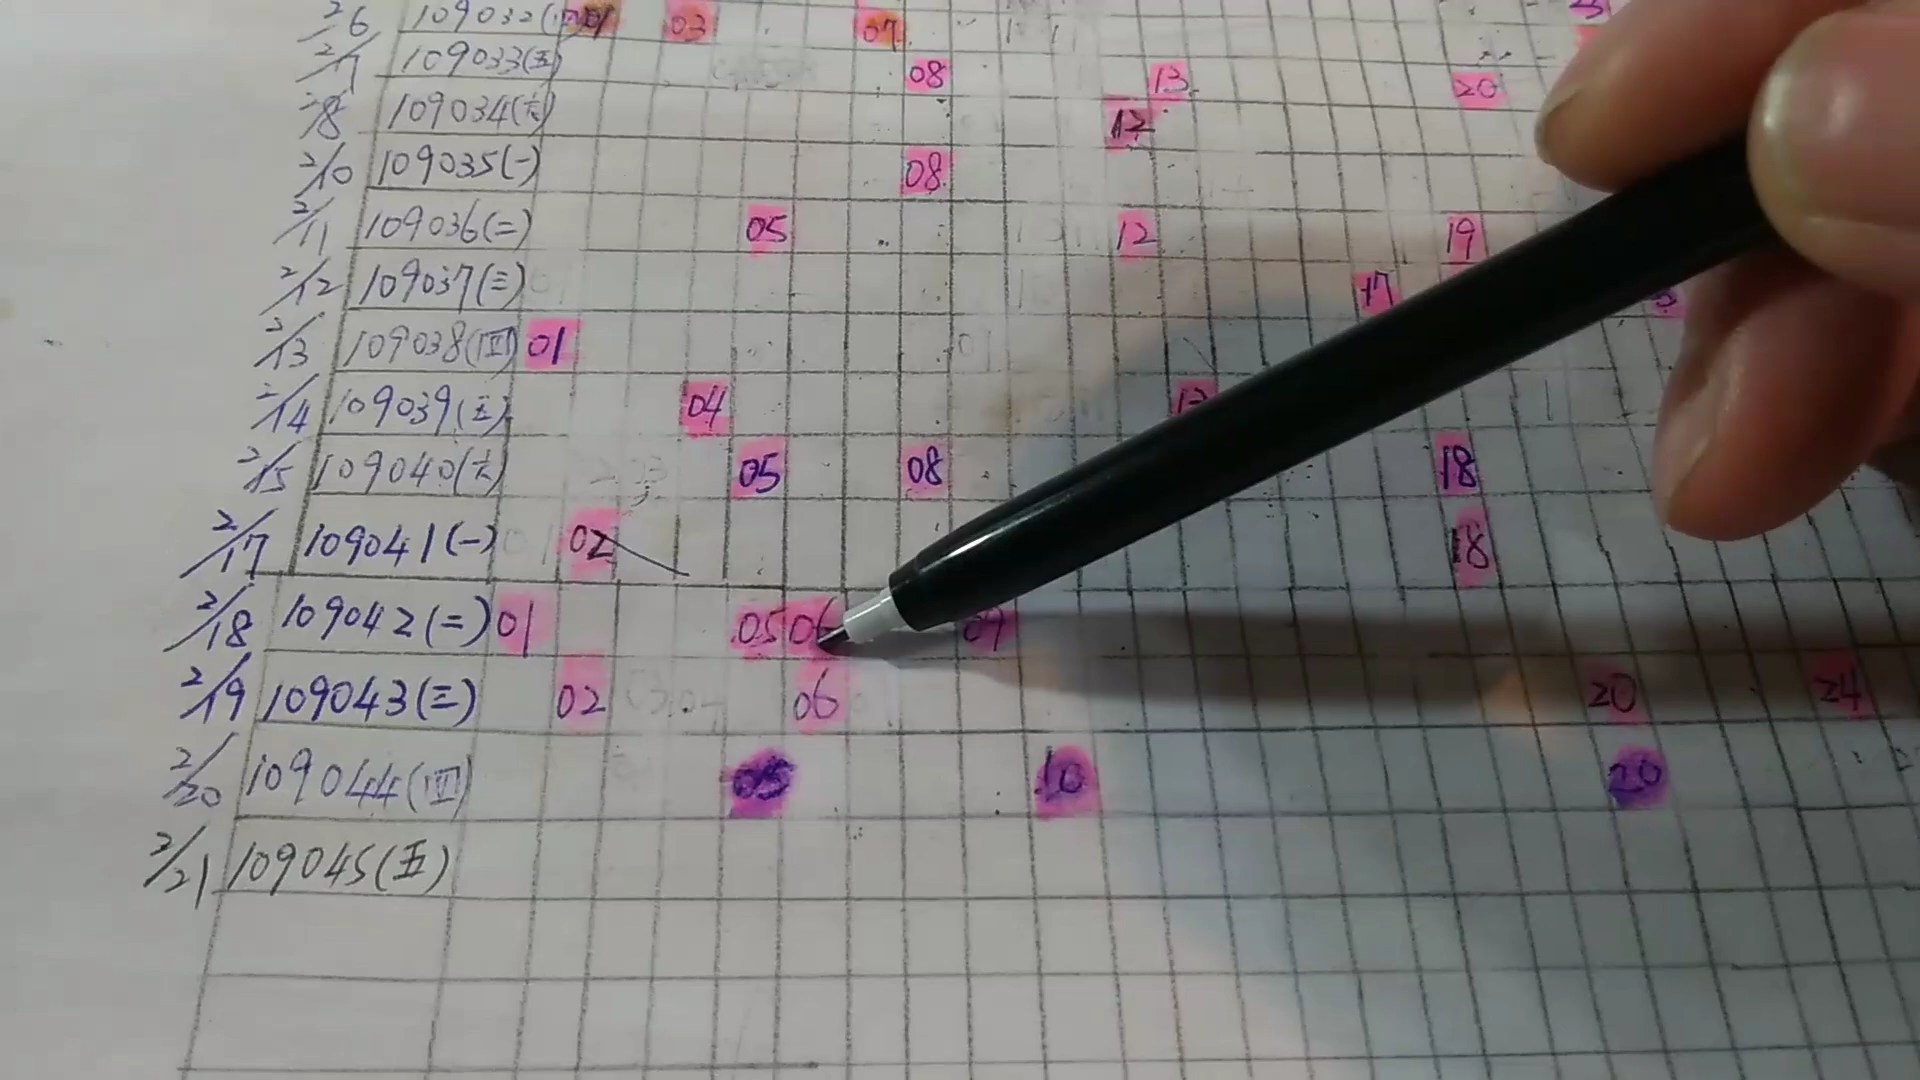 2/6 109032(四) 01 03 07
2/7 109033(五) 08 13 20
2/8 109034(六) 12
2/10 109035(一) 08
2/11 109036(二) 05 12 19
2/12 109037(三) 17
2/13 109038(四) 01
2/14 109039(五) 04
2/15 109040(六) 05 08 18
2/17 109041(一) 02 18
2/18 109042(二) 01 05 06 09
2/19 109043(三) 02 06 20 24
2/20 109044(四) 05 10 20
2/21 109045(五)